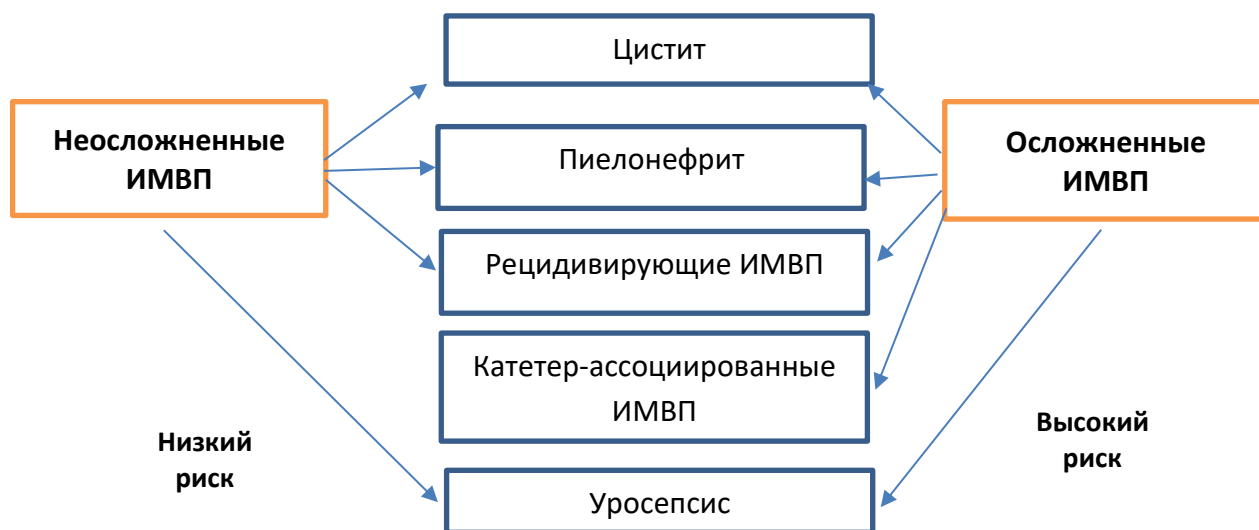 Цистит
Неосложненные
ИМВП
Пиелонефрит
Осложненные
ИМВП
Рецидивирующие ИМВП
Катетер-ассоциированные
ИМВП
Низкий
риск
Высокий
риск
Уросепсис